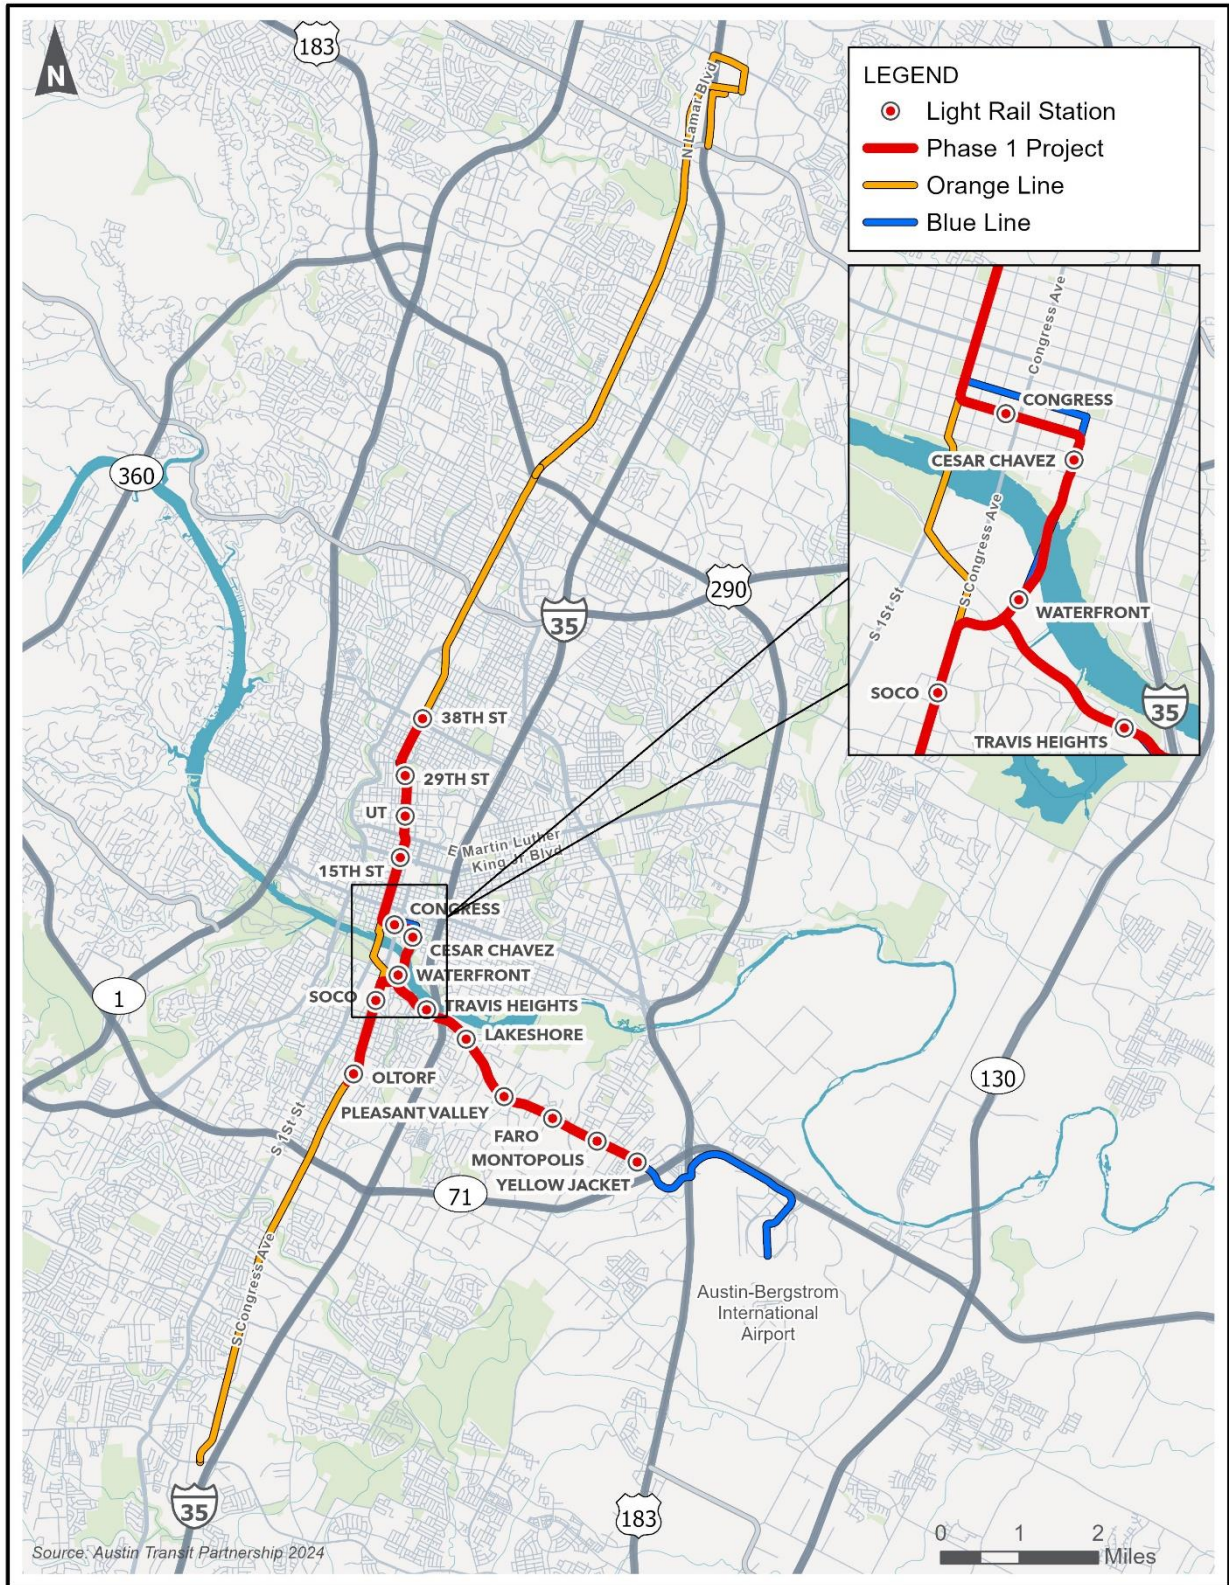 183
N
N Lamar Blvd
LEGEND
Light Rail Station
Phase 1 Project
Orange Line
Blue Line
Congress Ave
CONGRESS
CESAR CHAVEZ
S Congress Ave
S 1st St
WATERFRONT
SOCO
35
TRAVIS HEIGHTS
360
290
35
38TH ST
29TH ST
UT
E Martin Luther
King Jr Blvd
15TH ST
CONGRESS
CESAR CHAVEZ
WATERFRONT
1
SOCO
TRAVIS HEIGHTS
LAKESHORE
OLTORF
130
PLEASANT VALLEY
S 1St St
FARO
MONTOPOLIS
YELLOW JACKET
71
S Congress Ave
Austin-Bergstrom
International
Airport
35
183
Source: Austin Transit Partnership 2024
0 1 2
Miles